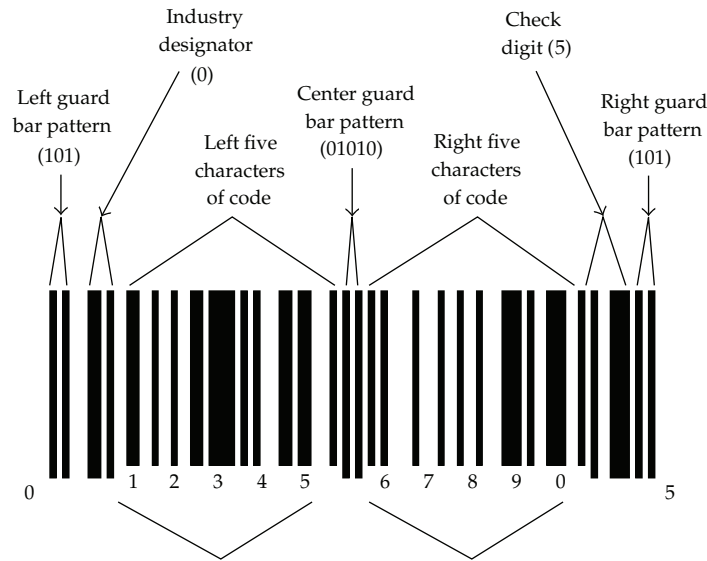 Industry
designator
(0)
Check
digit (5)
Left guard
bar pattern
(101)
Center guard
bar pattern
(01010)
Right guard
bar pattern
(101)
Left five
characters
of code
Right five
characters
of code
0 1 2 3 4 5 6 7 8 9 0 5